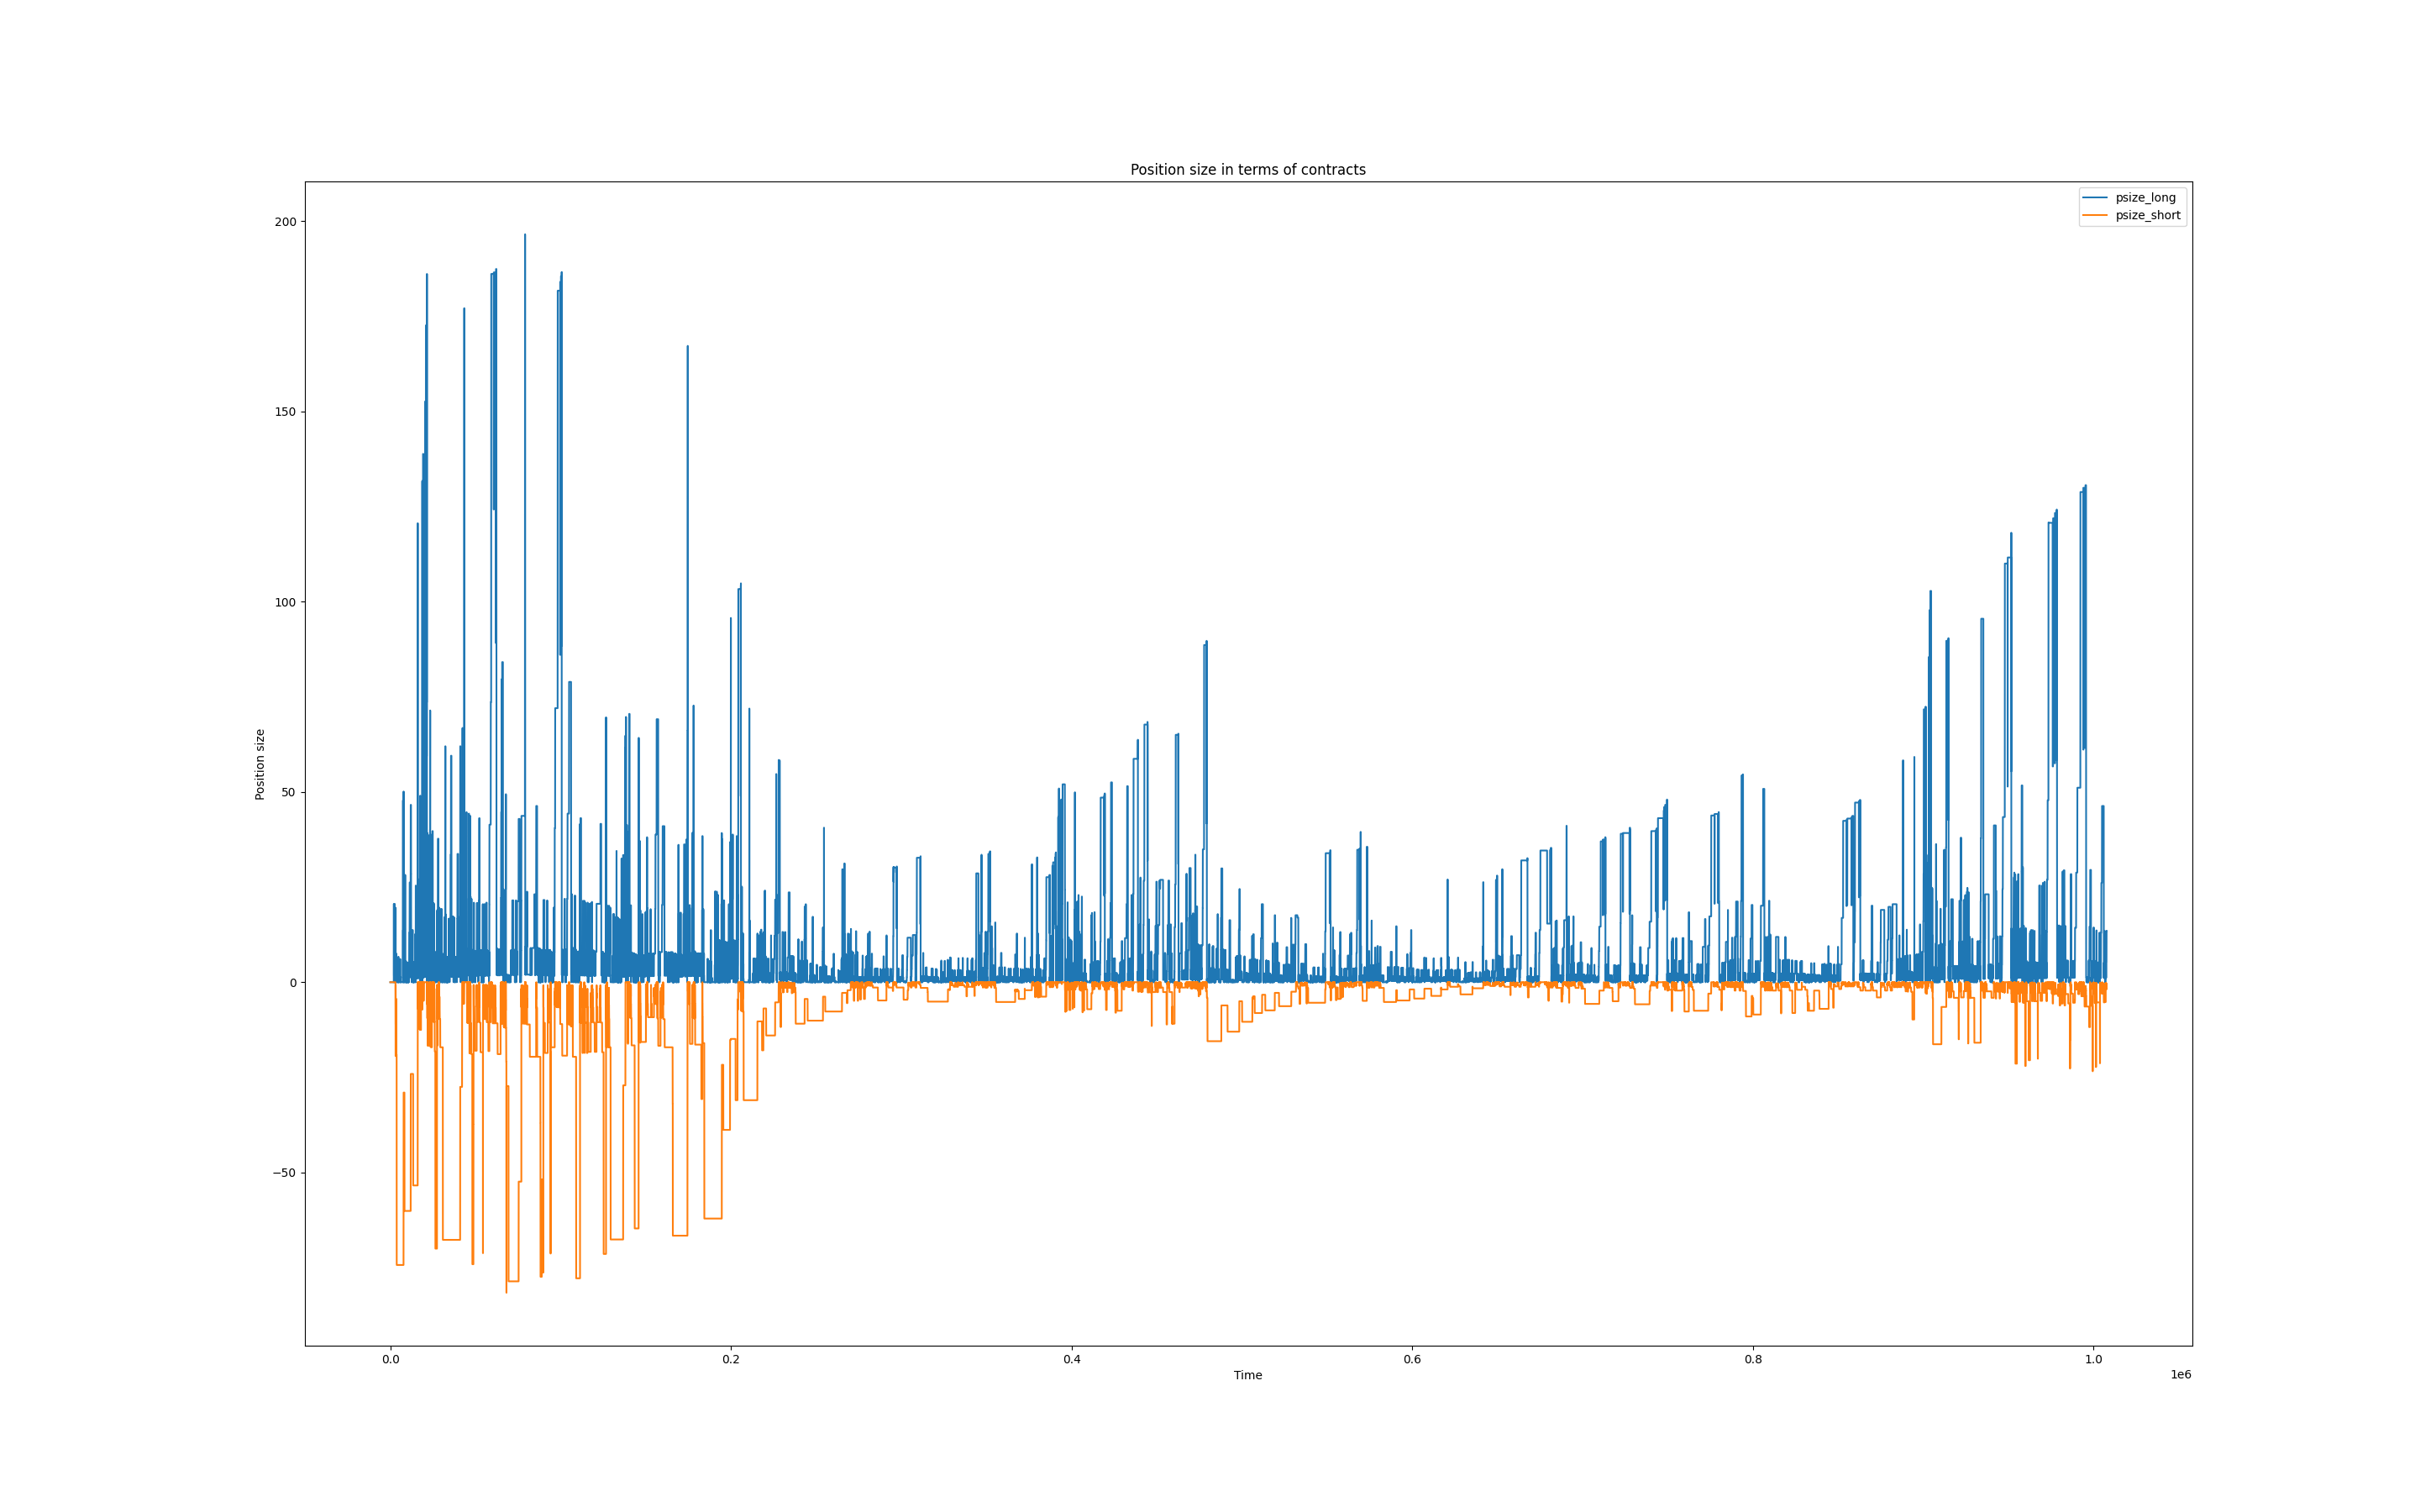 Position size in terms of contracts
psize_long
psize_short
200
150
100
50
0
−50
Position size
0.0
0.2
0.4
0.6
0.8
1.0
Time
1e6